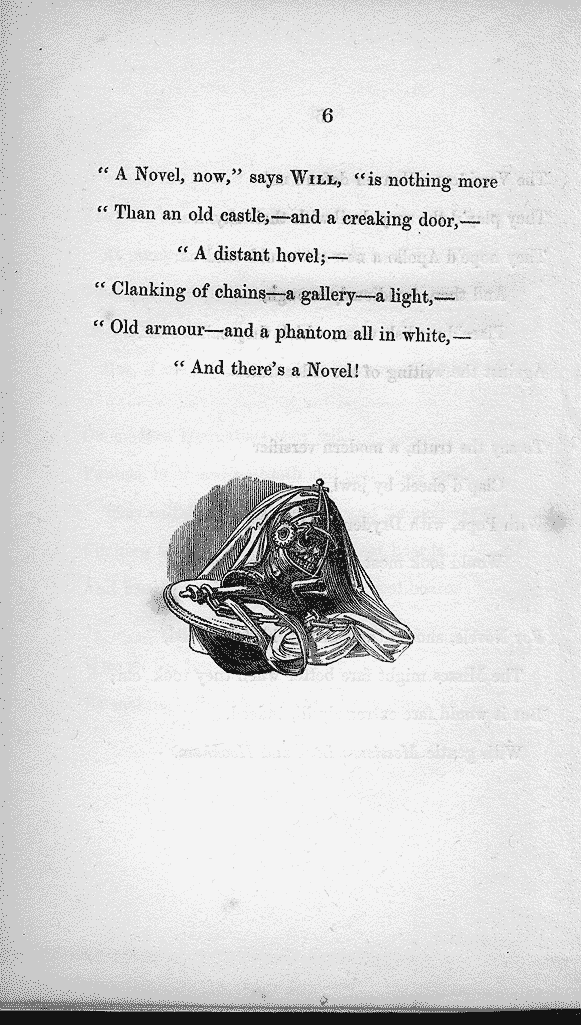 6
“ A Novel, now,” says WILL, “is nothing more
“ Than an old castle,—and a creaking door,—
“ A distant hovel;—
“ Clanking of chains—a gallery—a light,—
“ Old armour—and a phantom all in white,—
“ And there’s a Novel!